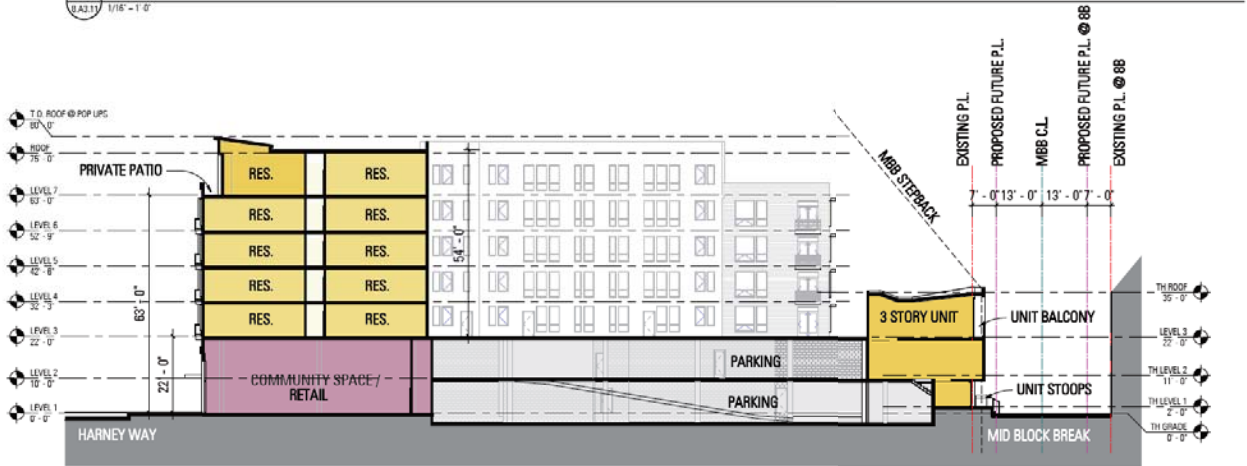 8.A3.11
1/16" = 1'-0"
T.O. ROOF @ POP UPS
80' - 0"
ROOF
75' - 0"
LEVEL 7
63' - 0"
LEVEL 6
52' - 9"
LEVEL 5
42' - 6"
LEVEL 4
32' - 3"
LEVEL 3
22' - 0"
LEVEL 2
10' - 0"
LEVEL 1
0' - 0"
PRIVATE PATIO
RES.
RES.
RES.
RES.
RES.
RES.
RES.
RES.
RES.
RES.
63' - 0"
22' - 0"
54' - 0"
COMMUNITY SPACE /
RETAIL
PARKING
PARKING
3 STORY UNIT
UNIT BALCONY
UNIT STOOPS
MBB STEPBACK
EXISTING P.L.
PROPOSED FUTURE P.L.
MBB C.L.
PROPOSED FUTURE P.L. @ 8B
EXISTING P.L. @ 8B
7' - 0"
13' - 0"
13' - 0"
7' - 0"
TH ROOF
35' - 0"
LEVEL 3
22' - 0"
TH LEVEL 2
11' - 0"
TH LEVEL 1
2' - 0"
TH GRADE
0' - 0"
HARNEY WAY
MID BLOCK BREAK